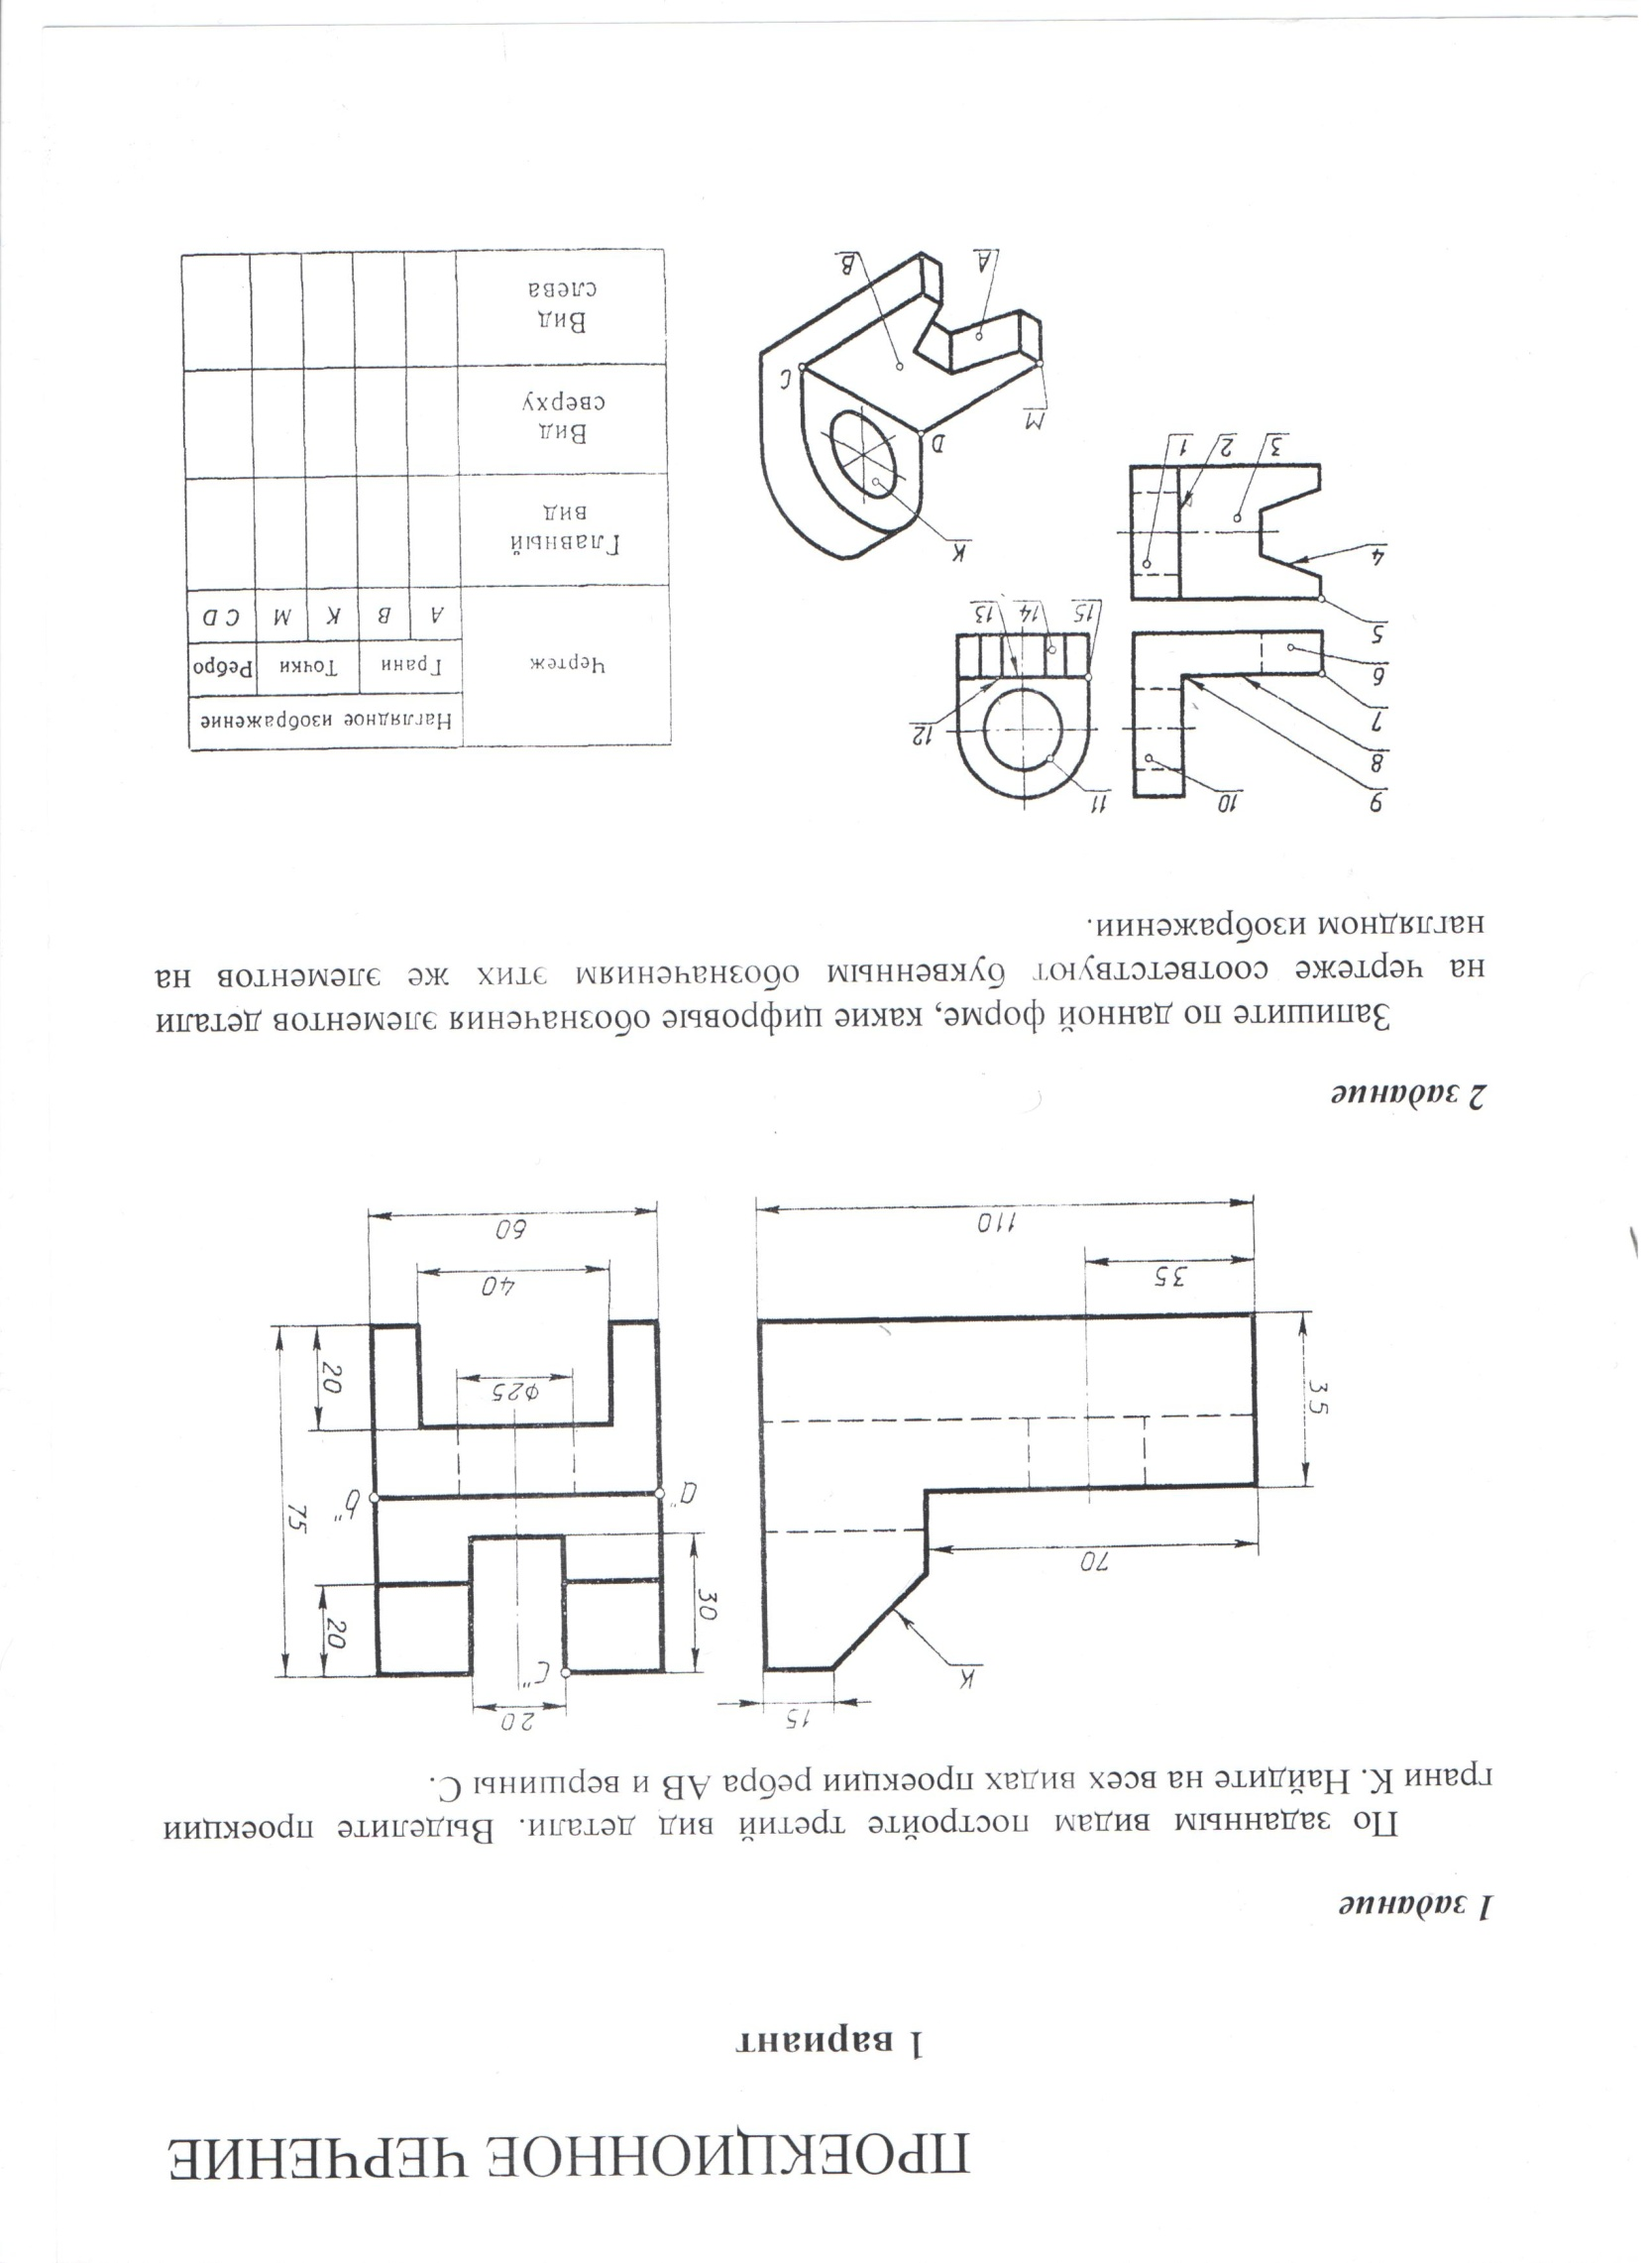 ПРОЕКЦИОННОЕ ЧЕРЧЕНИЕ
1 вариант
1 задание
По заданным видам постройте третий вид детали. Выделите проекции
грани К. Найдите на всех видах проекции ребра АВ и вершины С.
15
20
К
C"
30
20
70
75
a"
b"
35
Ø25
20
35
40
110
60
2 задание
Запишите по данной форме, какие цифровые обозначения элементов детали
на чертеже соответствуют буквенным обозначениям этих же элементов на
наглядном изображении.
9
10
11
8
7
12
6
5
15
14
13
4
3
2
1
К
D
М
C
А
В
Чертеж
Наглядное изображение
Грани
Точки
Ребро
А
В
К
М
CD
Главный
вид
Вид
сверху
Вид
слева